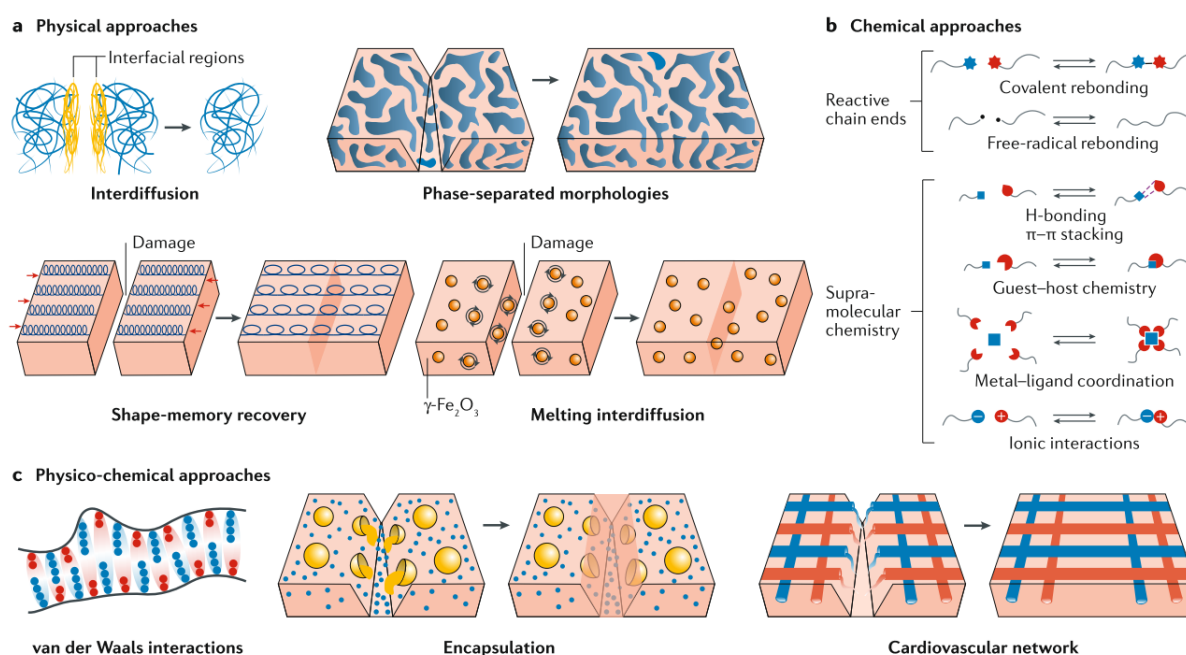 a Physical approaches
Interfacial regions
Interdiffusion
Phase-separated morphologies
Damage
Damage
γ-Fe₂O₃
Shape-memory recovery
Melting interdiffusion
b Chemical approaches
Reactive
chain ends
Covalent rebonding
Free-radical rebonding
Supra-
molecular
chemistry
H-bonding
π–π stacking
Guest–host chemistry
Metal–ligand coordination
−
+
−
+
Ionic interactions
c Physico-chemical approaches
van der Waals interactions
Encapsulation
Cardiovascular network